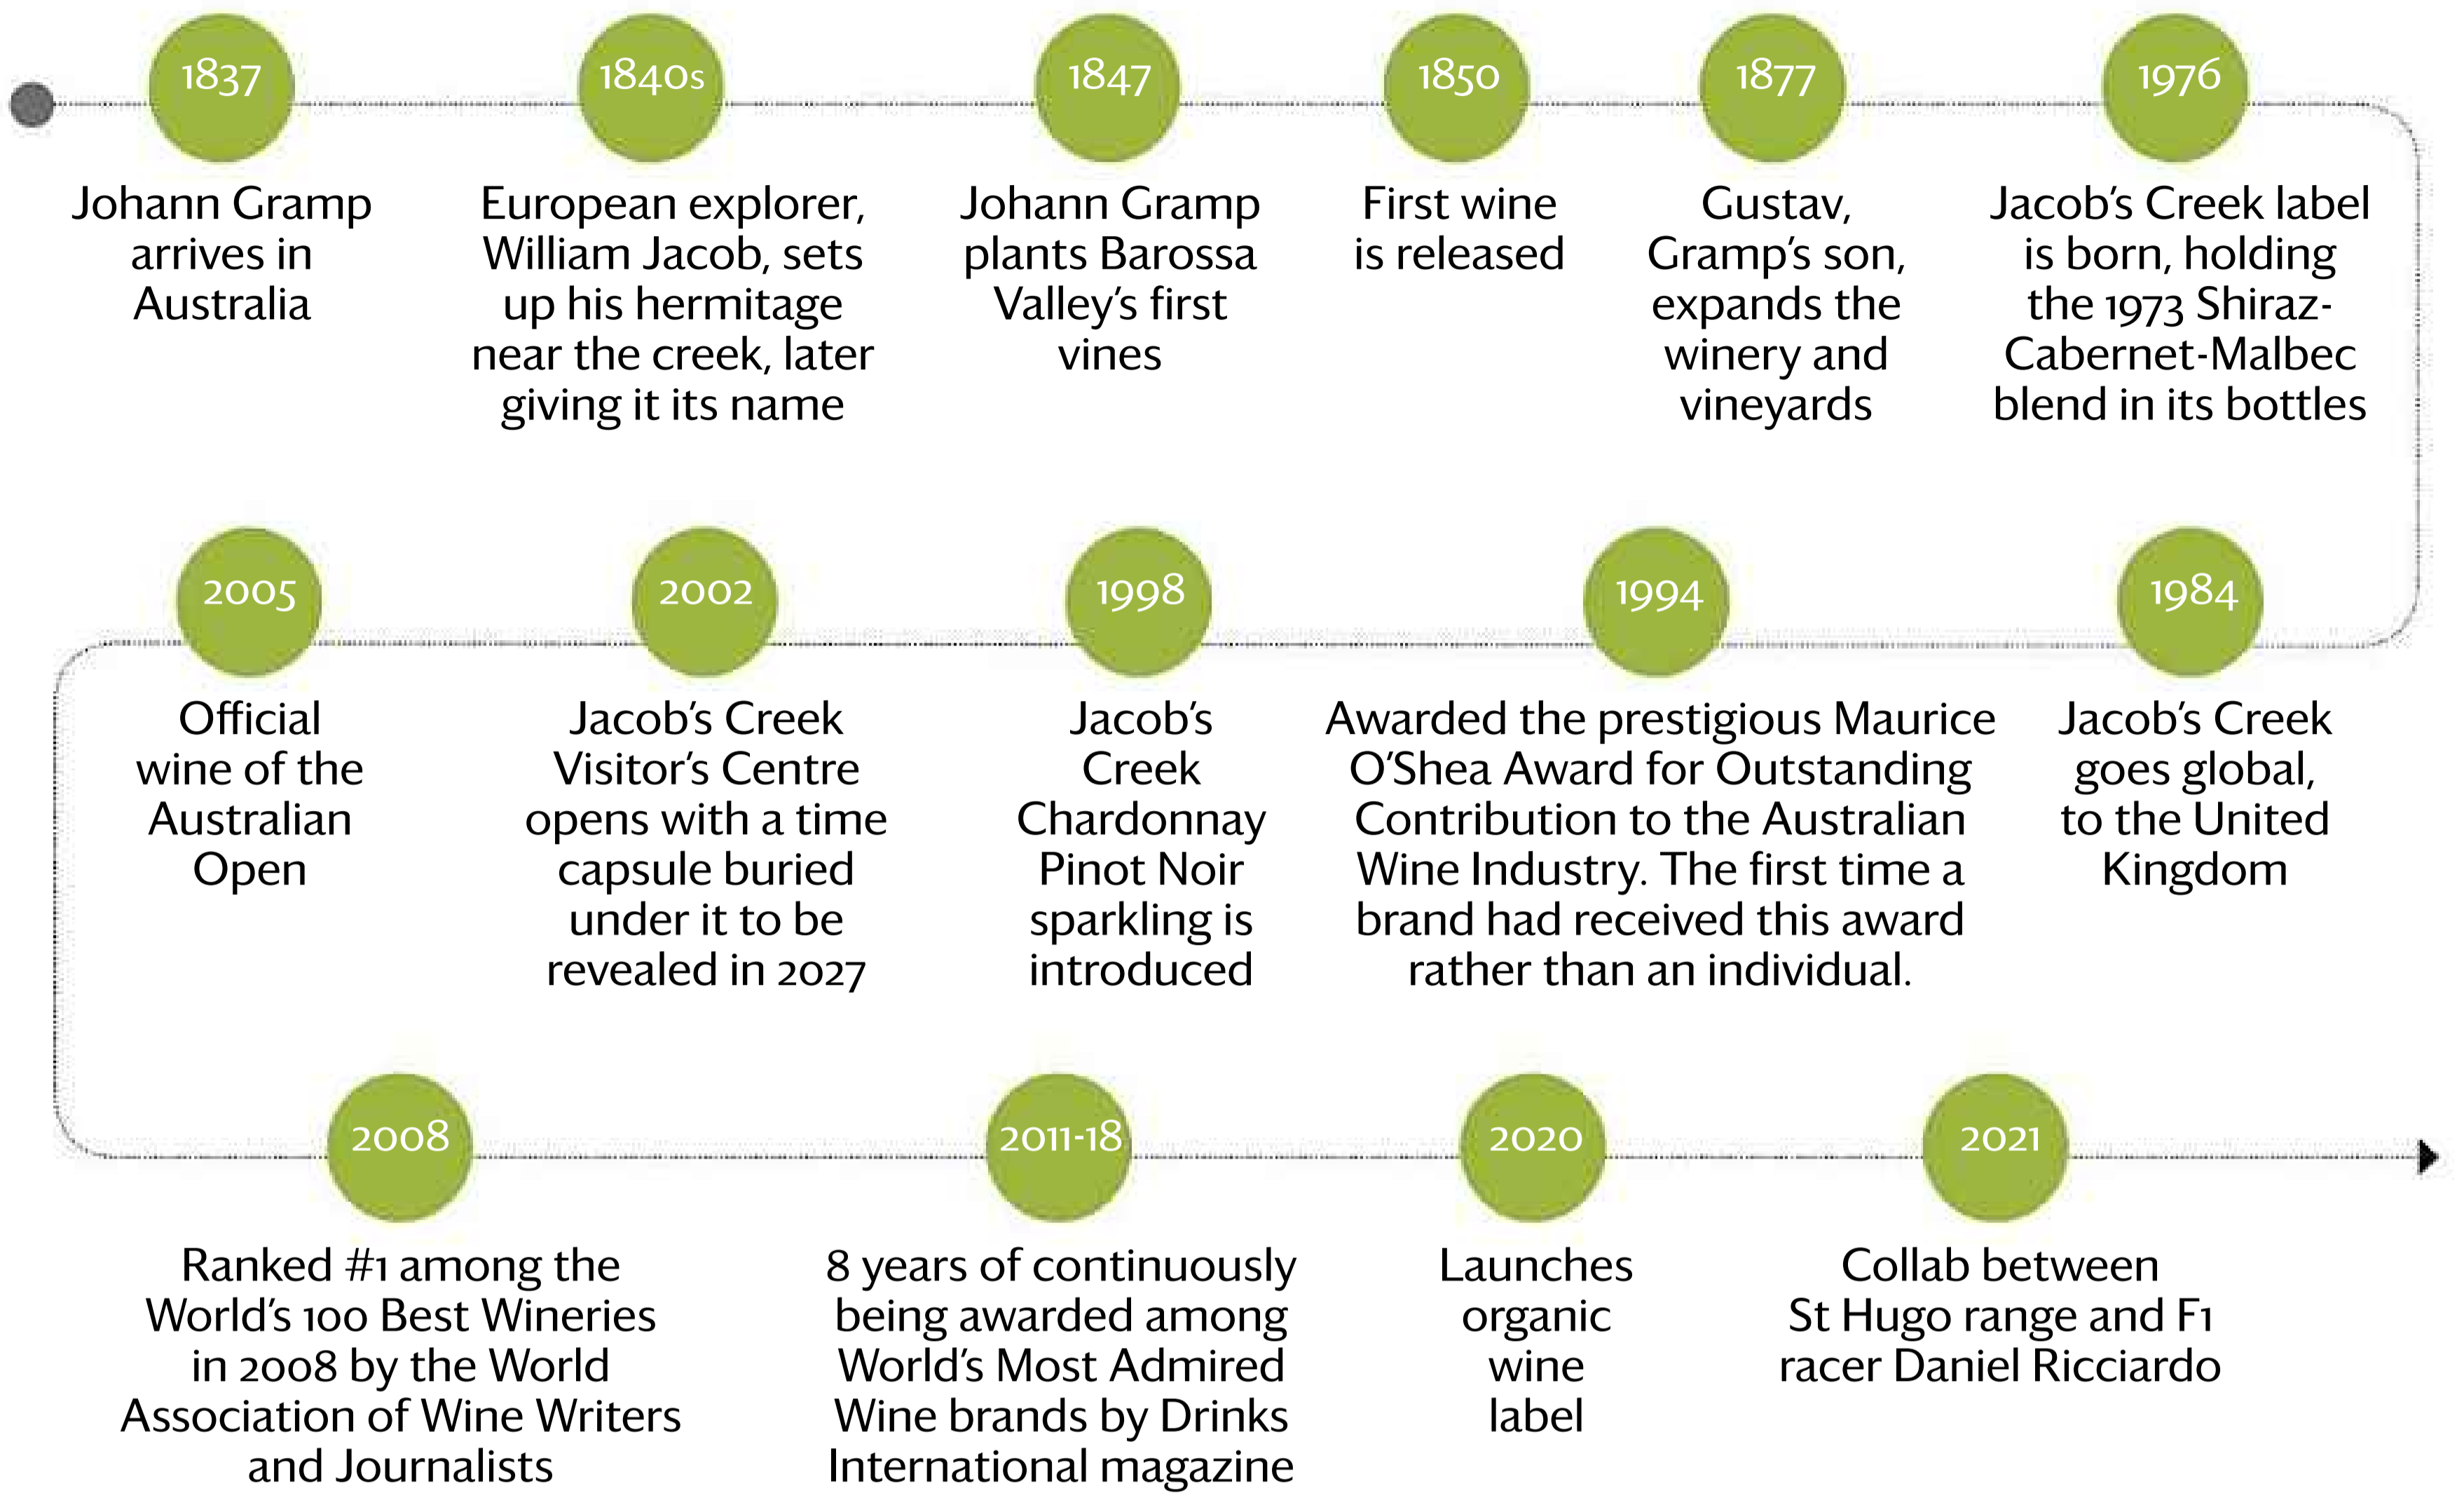 1837
Johann Gramp
arrives in
Australia
1840s
European explorer,
William Jacob, sets
up his hermitage
near the creek, later
giving it its name
1847
Johann Gramp
plants Barossa
Valley's first
vines
1850
First wine
is released
1877
Gustav,
Gramp's son,
expands the
winery and
vineyards
1976
Jacob's Creek label
is born, holding
the 1973 Shiraz-
Cabernet-Malbec
blend in its bottles
1984
Jacob's Creek
goes global,
to the United
Kingdom
1994
Awarded the prestigious Maurice
O'Shea Award for Outstanding
Contribution to the Australian
Wine Industry. The first time a
brand had received this award
rather than an individual.
1998
Jacob's
Creek
Chardonnay
Pinot Noir
sparkling is
introduced
2002
Jacob's Creek
Visitor's Centre
opens with a time
capsule buried
under it to be
revealed in 2027
2005
Official
wine of the
Australian
Open
2008
Ranked #1 among the
World's 100 Best Wineries
in 2008 by the World
Association of Wine Writers
and Journalists
2011-18
8 years of continuously
being awarded among
World's Most Admired
Wine brands by Drinks
International magazine
2020
Launches
organic
wine
label
2021
Collab between
St Hugo range and F1
racer Daniel Ricciardo